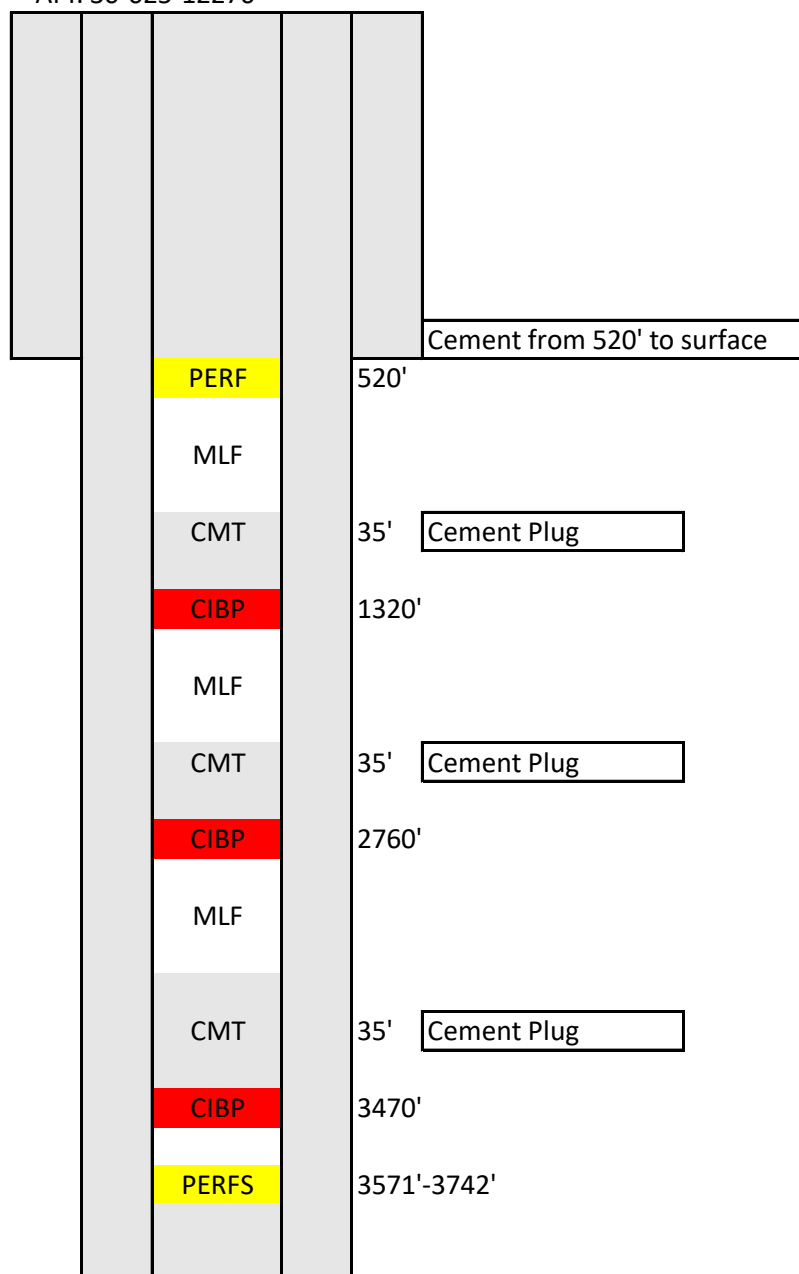 Cement from 520' to surface
PERF 520'
MLF
CMT 35' Cement Plug
CIBP 1320'
MLF
CMT 35' Cement Plug
CIBP 2760'
MLF
CMT 35' Cement Plug
CIBP 3470'
PERFS 3571'-3742'